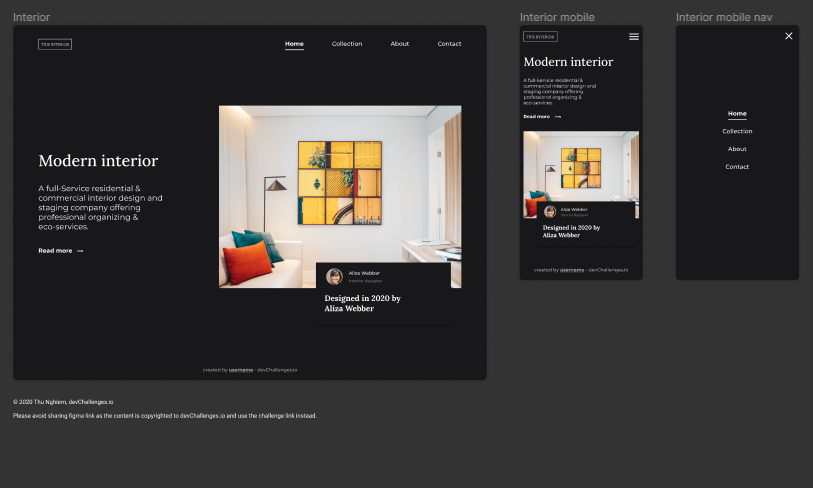 Interior
THE INTERIOR
Home
Collection
About
Contact
Modern interior
A full-Service residential &
commercial interior design and
staging company offering
professional organizing &
eco-services.
Read more
Aliza Webber
Interior designer
Designed in 2020 by
Aliza Webber
created by username - devChallenges.io
Interior mobile
THE INTERIOR
Modern interior
A full-Service residential &
commercial interior design and
staging company offering
professional organizing &
eco-services.
Read more
Aliza Webber
Interior designer
Designed in 2020 by
Aliza Webber
created by username - devChallenges.io
Interior mobile nav
Home
Collection
About
Contact
© 2020 Thu Nghiem, devChallenges.io
Please avoid sharing figma link as the content is copyrighted to devChallenges.io and use the challenge link instead.